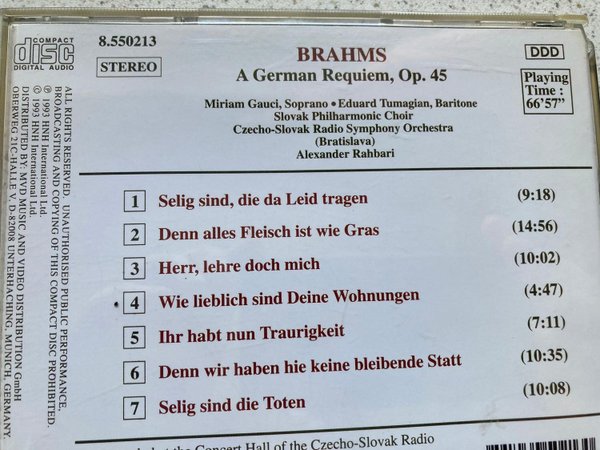 COMPACT
disc
DIGITAL AUDIO
8.550213
STEREO
BRAHMS
A German Requiem, Op. 45
DDD
Playing
Time :
66'57"
Miriam Gauci, Soprano • Eduard Tumagian, Baritone
Slovak Philharmonic Choir
Czecho-Slovak Radio Symphony Orchestra
(Bratislava)
Alexander Rahbari
1 Selig sind, die da Leid tragen (9:18)
2 Denn alles Fleisch ist wie Gras (14:56)
3 Herr, lehre doch mich (10:02)
4 Wie lieblich sind Deine Wohnungen (4:47)
5 Ihr habt nun Traurigkeit (7:11)
6 Denn wir haben hie keine bleibende Statt (10:35)
7 Selig sind die Toten (10:08)
at the Concert Hall of the Czecho-Slovak Radio
ALL RIGHTS RESERVED. UNAUTHORISED PUBLIC PERFORMANCE,
BROADCASTING AND COPYING OF THIS COMPACT DISC PROHIBITED.
℗ 1993 HNH International Ltd.
© 1993 HNH International Ltd.
DISTRIBUTED BY: MVD MUSIC AND VIDEO DISTRIBUTION GmbH
OBERWEG 21C-HALLE V, D-82008 UNTERHACHING, MUNICH, GERMANY.